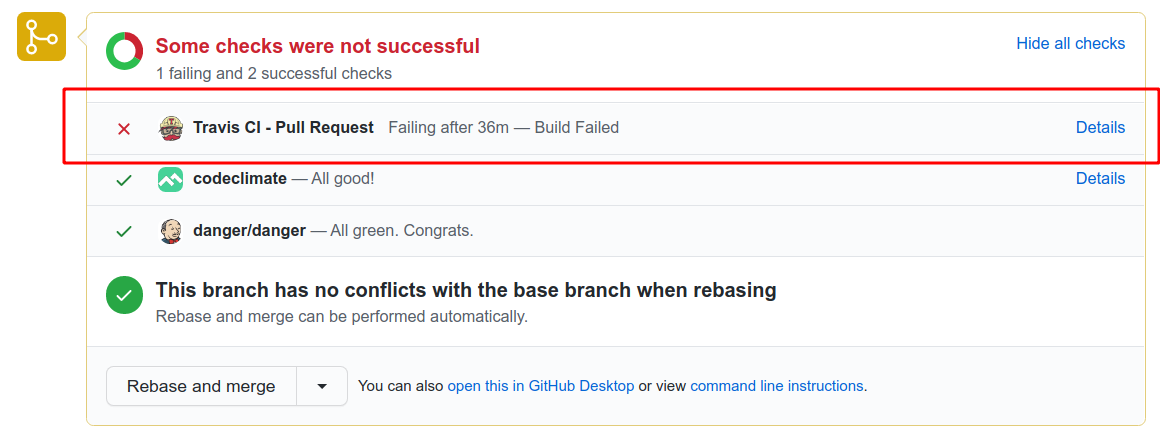 Some checks were not successful
Hide all checks
1 failing and 2 successful checks
Travis CI - Pull Request Failing after 36m — Build Failed
Details
codeclimate — All good!
Details
danger/danger — All green. Congrats.
This branch has no conflicts with the base branch when rebasing
Rebase and merge can be performed automatically.
Rebase and merge
You can also open this in GitHub Desktop or view command line instructions.